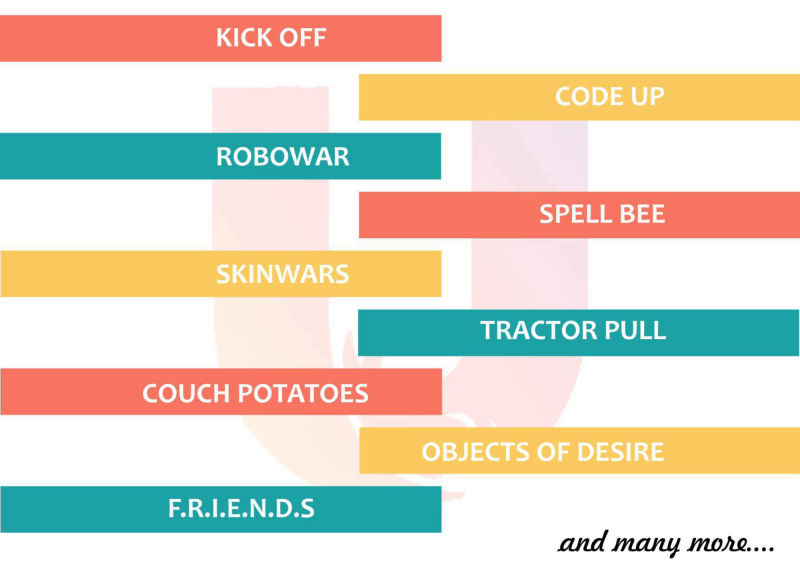 KICK OFF
CODE UP
ROBOWAR
SPELL BEE
SKINWARS
TRACTOR PULL
COUCH POTATOES
OBJECTS OF DESIRE
F.R.I.E.N.D.S
and many more....